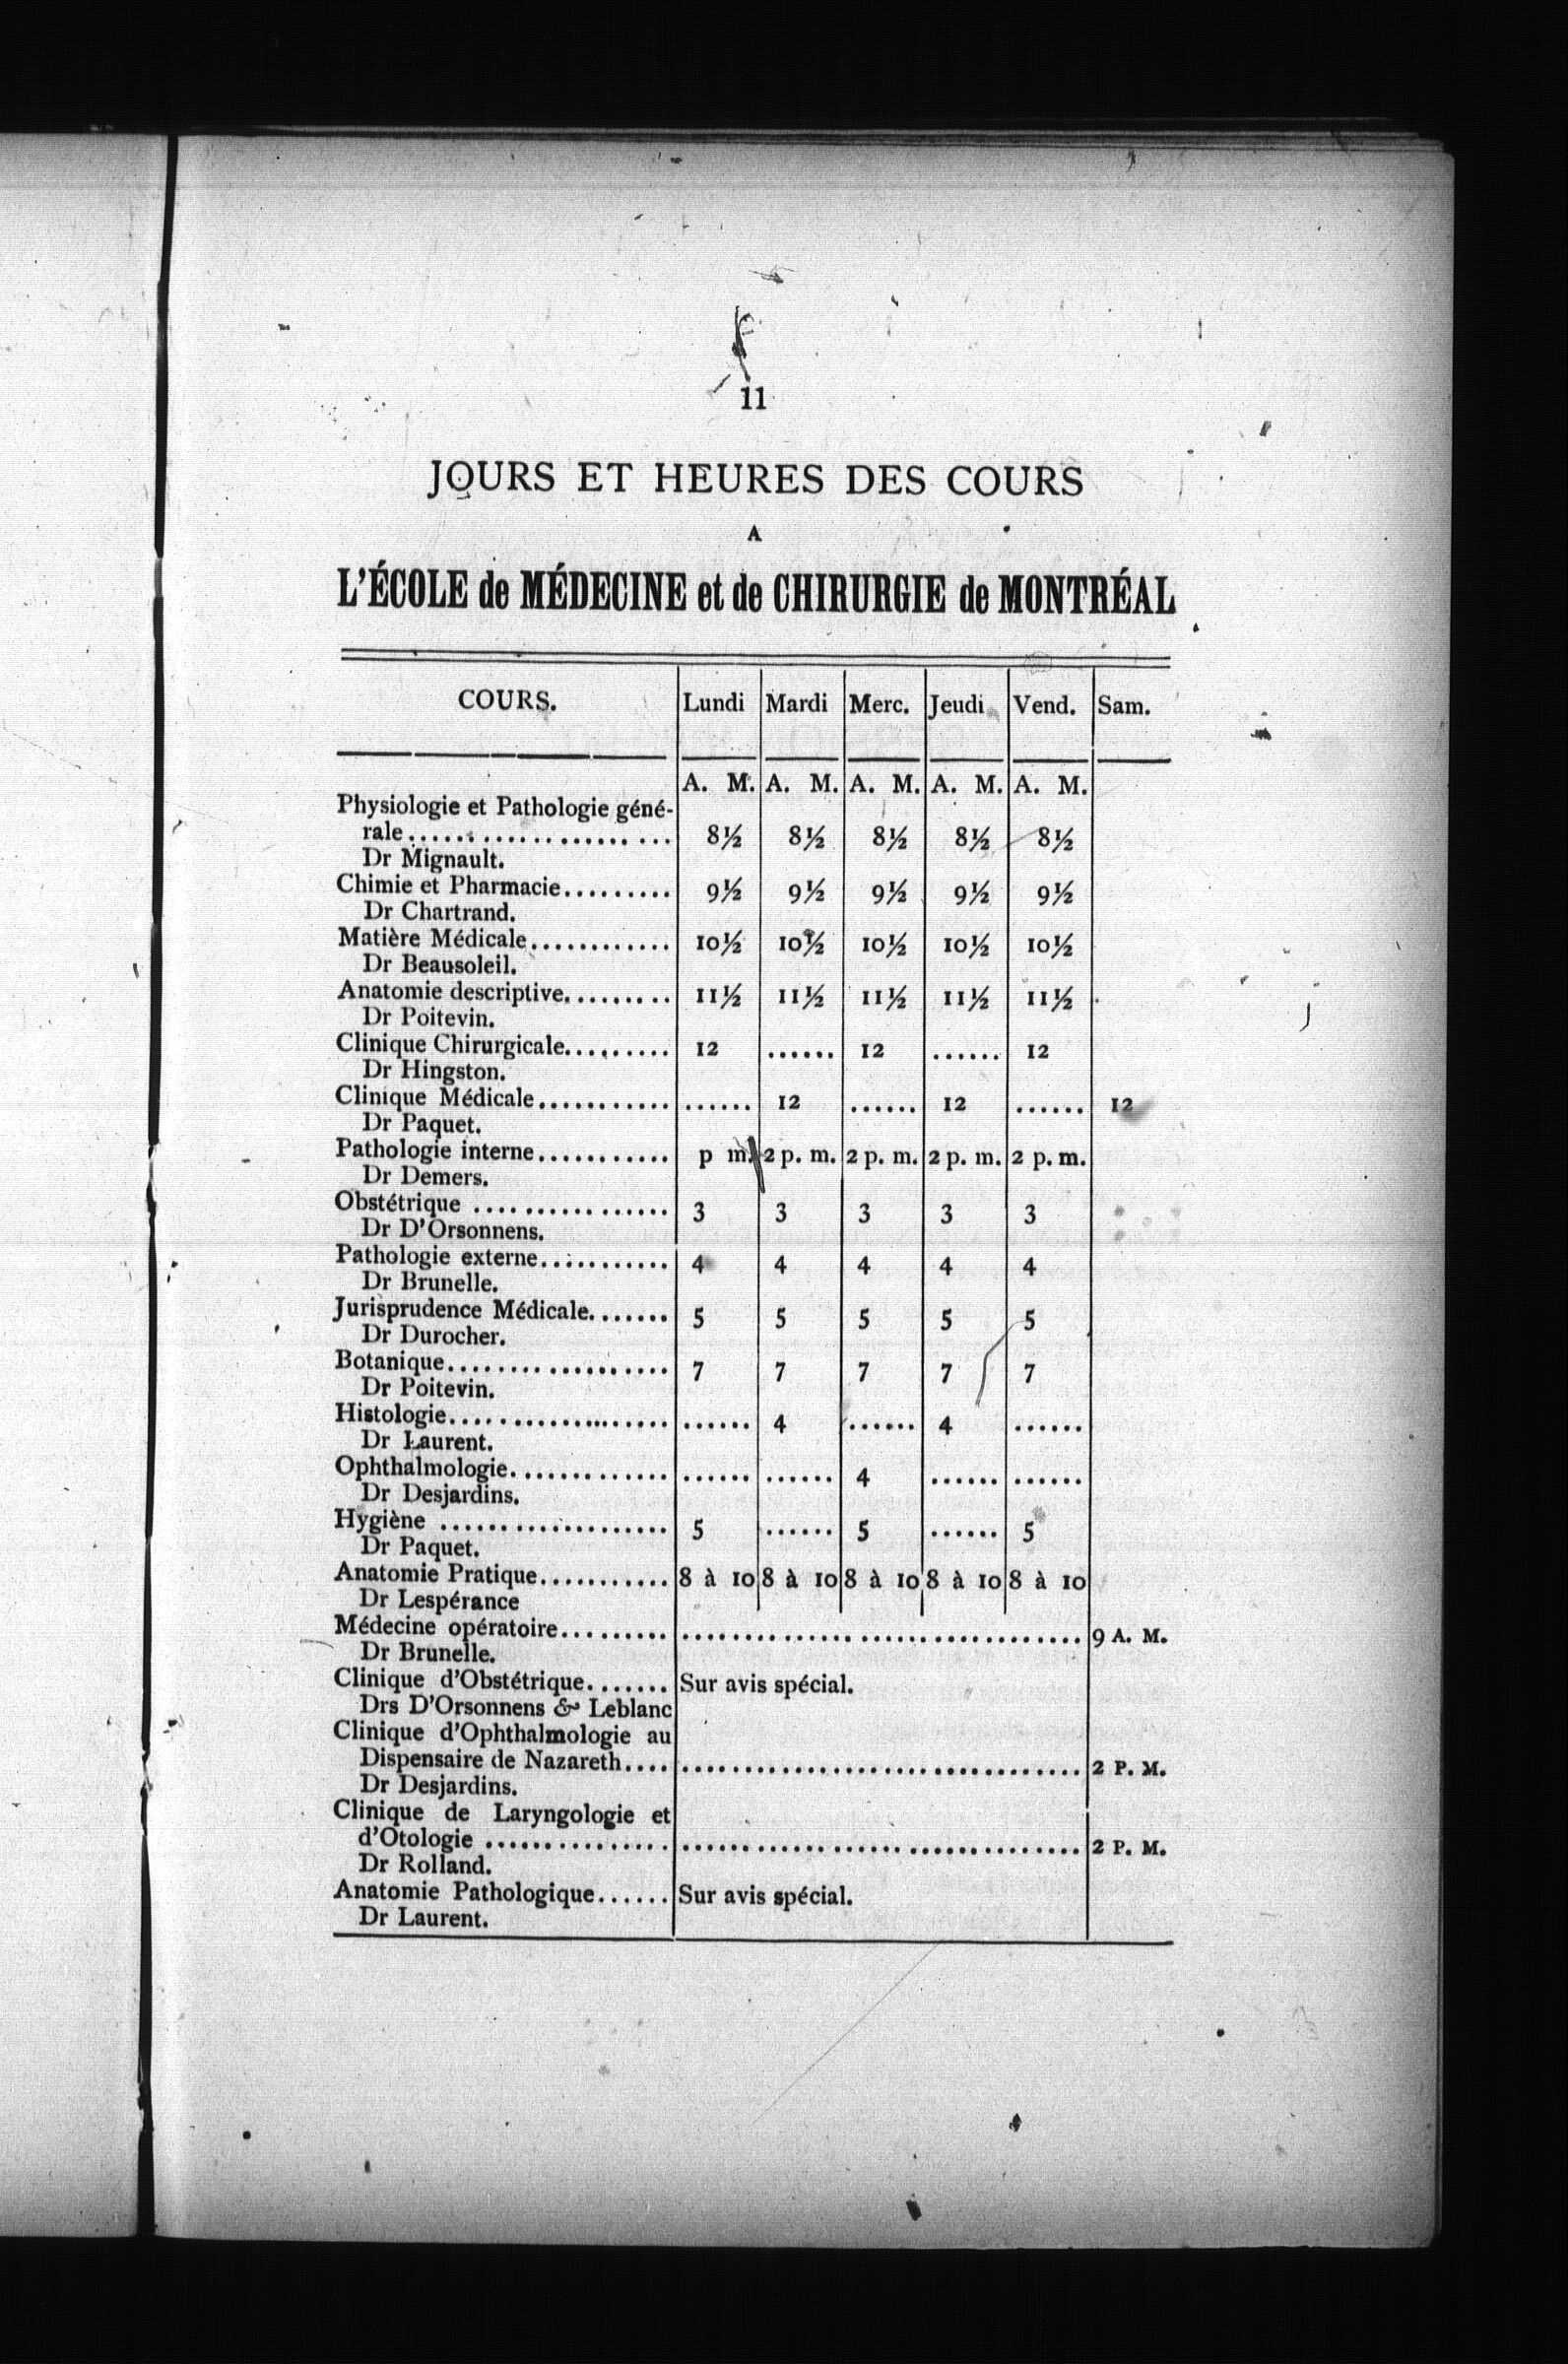 11
JOURS ET HEURES DES COURS
A
L'ÉCOLE de MÉDECINE et de CHIRURGIE de MONTRÉAL
COURS. Lundi Mardi Merc. Jeudi Vend. Sam.
A. M. A. M. A. M. A. M. A. M.
Physiologie et Pathologie géné-
rale........................ 8½ 8½ 8½ 8½ 8½
Dr Mignault.
Chimie et Pharmacie......... 9½ 9½ 9½ 9½ 9½
Dr Chartrand.
Matière Médicale............ 10½ 10½ 10½ 10½ 10½
Dr Beausoleil.
Anatomie descriptive......... 11½ 11½ 11½ 11½ 11½
Dr Poitevin.
Clinique Chirurgicale......... 12 ...... 12 ...... 12
Dr Hingston.
Clinique Médicale........... ...... 12 ...... 12 ...... 12
Dr Paquet.
Pathologie interne........... p m. 2 p. m. 2 p. m. 2 p. m. 2 p. m.
Dr Demers.
Obstétrique ................ 3 3 3 3 3
Dr D'Orsonnens.
Pathologie externe........... 4 4 4 4 4
Dr Brunelle.
Jurisprudence Médicale....... 5 5 5 5 5
Dr Durocher.
Botanique.................. 7 7 7 7 7
Dr Poitevin.
Histologie.................. ...... 4 ...... 4 ......
Dr Laurent.
Ophthalmologie............. ...... ...... 4 ...... ......
Dr Desjardins.
Hygiène .................. 5 ...... 5 ...... 5
Dr Paquet.
Anatomie Pratique........... 8 à 10 8 à 10 8 à 10 8 à 10 8 à 10
Dr Lespérance
Médecine opératoire......... ................................ 9 A. M.
Dr Brunelle.
Clinique d'Obstétrique....... Sur avis spécial.
Drs D'Orsonnens & Leblanc
Clinique d'Ophthalmologie au
Dispensaire de Nazareth.... ................................ 2 P. M.
Dr Desjardins.
Clinique de Laryngologie et
d'Otologie ............... ................................ 2 P. M.
Dr Rolland.
Anatomie Pathologique...... Sur avis spécial.
Dr Laurent.